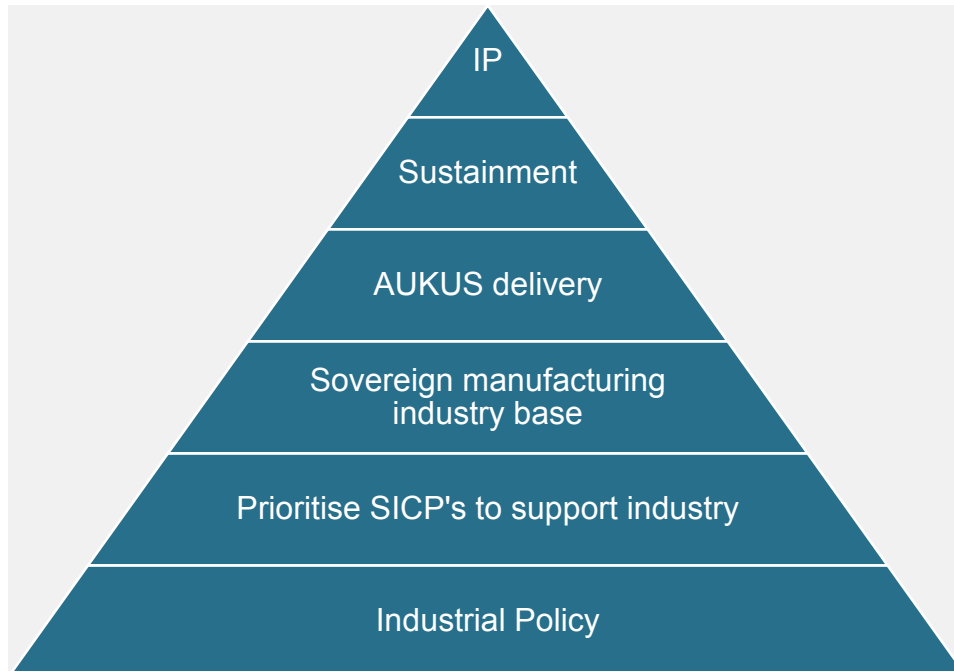 IP
Sustainment
AUKUS delivery
Sovereign manufacturing
industry base
Prioritise SICP's to support industry
Industrial Policy